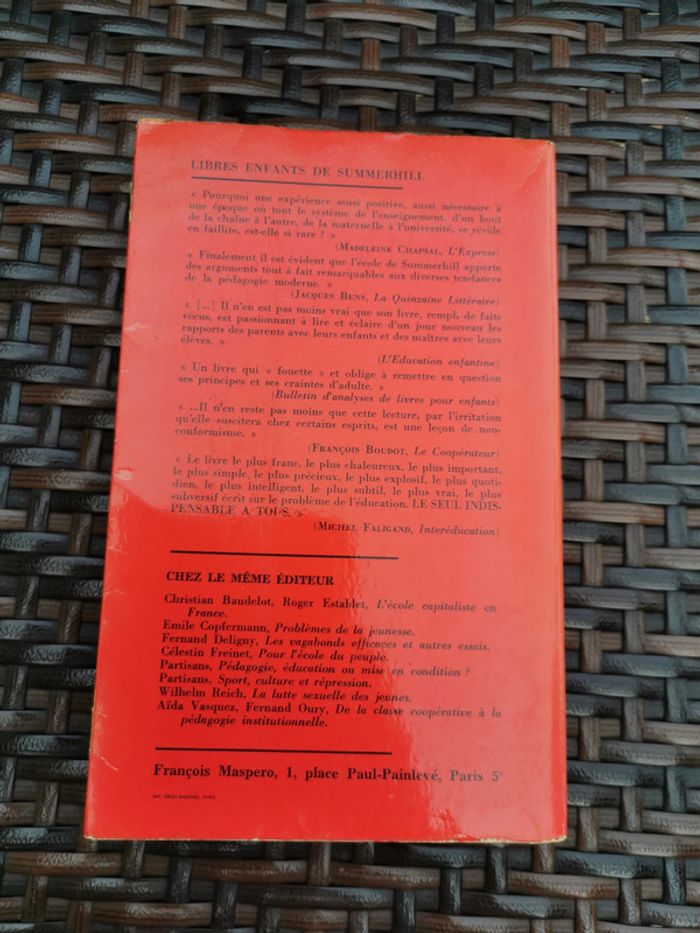 LIBRES ENFANTS DE SUMMERHILL
« Pourquoi une expérience aussi positive, aussi nécessaire à
une époque où tout le système de l'enseignement, d'un bout
de la chaîne à l'autre, de la maternelle à l'université, se révèle
en faillite, est-elle si rare ? »
(MADELEINE CHAPSAL, L'Express)
« Finalement il est évident que l'école de Summerhill apporte
des arguments tout à fait remarquables aux diverses tendances
de la pédagogie moderne. »
(JACQUES BENS, La Quinzaine Littéraire)
« [...] Il n'en est pas moins vrai que son livre, rempli de faits
vécus, est passionnant à lire et éclaire d'un jour nouveau les
rapports des parents avec leurs enfants et des maîtres avec leurs
élèves. »
(L'Education enfantine)
« Un livre qui « fouette » et oblige à remettre en question
ses principes et ses craintes d'adulte. »
(Bulletin d'analyses de livres pour enfants)
« ...Il n'en reste pas moins que cette lecture, par l'irritation
qu'elle suscitera chez certains esprits, est une leçon de non-
conformisme. »
(FRANÇOIS BOUDOT, Le Coopérateur)
« Le livre le plus franc, le plus chaleureux, le plus important,
le plus simple, le plus précieux, le plus explosif, le plus quoti-
dien, le plus intelligent, le plus subtil, le plus vrai, le plus
subversif écrit sur le problème de l'éducation. LE SEUL INDIS-
PENSABLE A TOI-S. »
(MICHEL FALIGAND, Interéducation)
CHEZ LE MÊME ÉDITEUR
Christian Baudelot, Roger Establet, L'école capitaliste en
France.
Emile Copfermann, Problèmes de la jeunesse.
Fernand Deligny, Les vagabonds efficaces et autres essais.
Célestin Freinet, Pour l'école du peuple.
Partisans, Pédagogie, éducation ou mise en condition ?
Partisans, Sport, culture et répression.
Wilhelm Reich, La lutte sexuelle des jeunes.
Aïda Vasquez, Fernand Oury, De la classe coopérative à la
pédagogie institutionnelle.
François Maspero, 1, place Paul-Painlevé, Paris 5e
IMP. PARIS